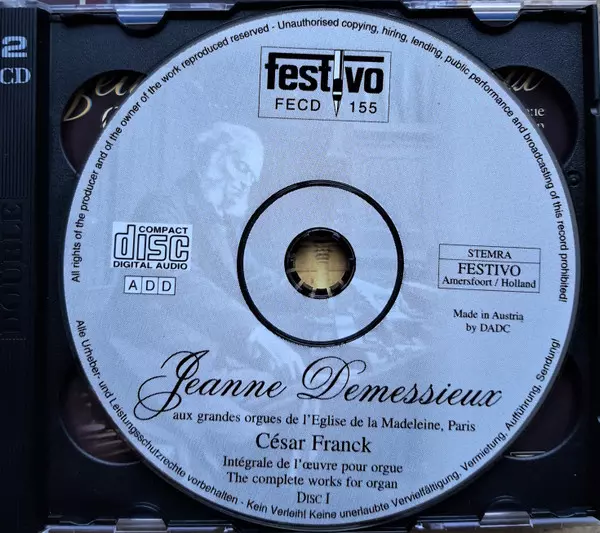 2
CD
DOUBLE
All rights of the producer and of the owner of the work reproduced reserved - Unauthorised copying, hiring, lending, public performance and broadcasting of this record prohibited!
festivo
FECD 155
COMPACT
disc
DIGITAL AUDIO
ADD
STEMRA
FESTIVO
Amersfoort / Holland
Made in Austria
by DADC
Jeanne Demessieux
aux grandes orgues de l'Eglise de la Madeleine, Paris
César Franck
Intégrale de l'œuvre pour orgue
The complete works for organ
DISC I
Alle Urheber- und Leistungsschutzrechte vorbehalten - Kein Verleih! Keine unerlaubte Vervielfältigung, Vermietung, Aufführung, Sendung!